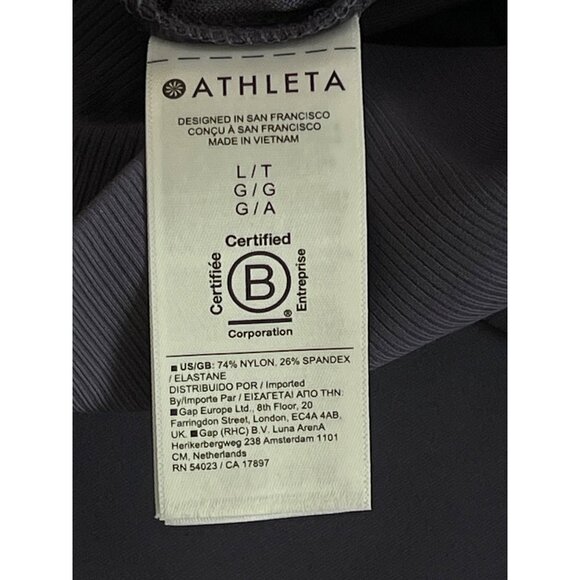 ATHLETA
DESIGNED IN SAN FRANCISCO
CONÇU À SAN FRANCISCO
MADE IN VIETNAM
L / T
G / G
G / A
Certified
Certifiée
B
Entreprise
®
Corporation
■ US/GB: 74% NYLON, 26% SPANDEX
/ ELASTANE
DISTRIBUIDO POR / Imported
By/Importe Par / ΕΙΣΑΓΕΤΑΙ ΑΠΟ ΤΗΝ:
■ Gap Europe Ltd., 8th Floor, 20
Farringdon Street, London, EC4A 4AB,
UK. ■ Gap (RHC) B.V. Luna ArenA
Herikerbergweg 238 Amsterdam 1101
CM, Netherlands
RN 54023 / CA 17897